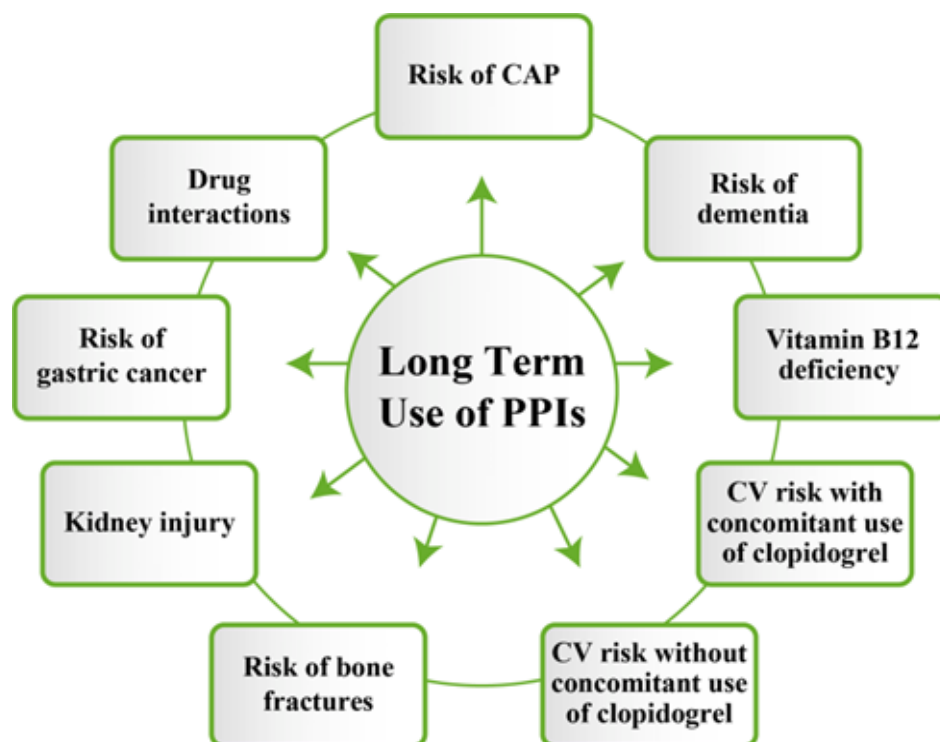 Risk of CAP
Drug
interactions
Risk of
dementia
Risk of
gastric cancer
Long Term
Use of PPIs
Vitamin B12
deficiency
Kidney injury
CV risk with
concomitant use
of clopidogrel
Risk of bone
fractures
CV risk without
concomitant use
of clopidogrel